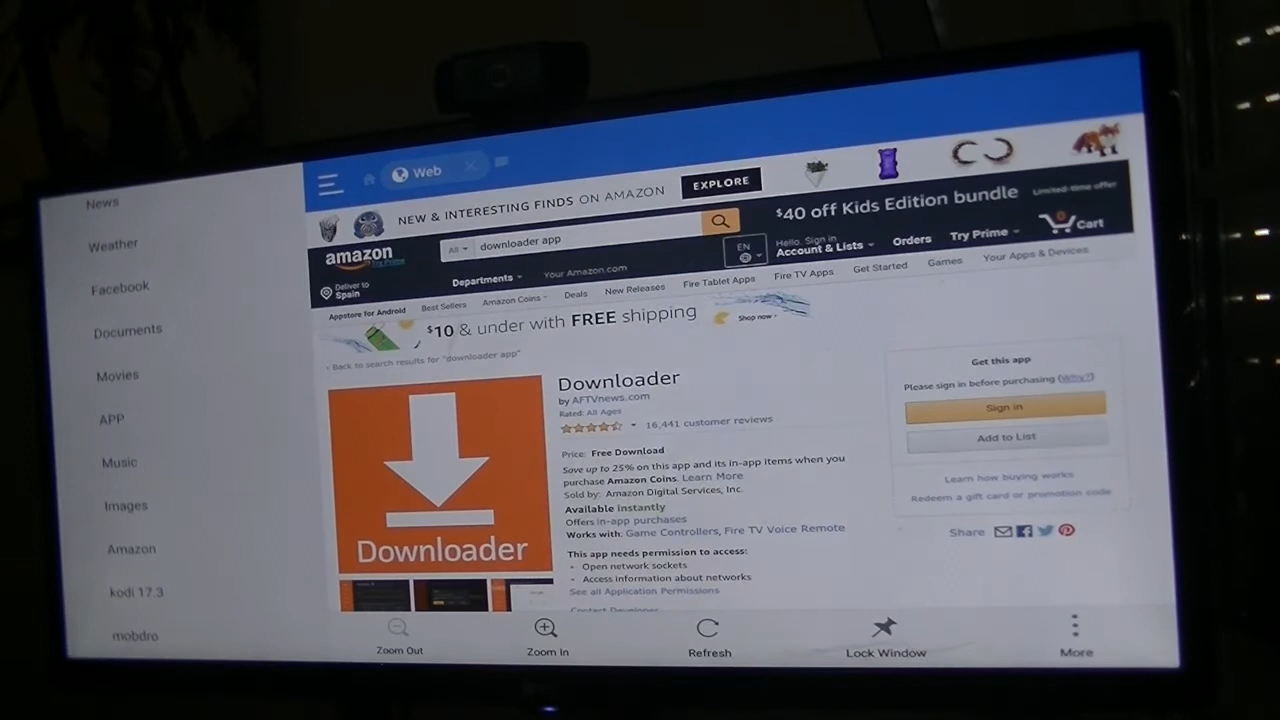 News
Weather
Facebook
Documents
Movies
APP
Music
Images
Amazon
kodi 17.3
mobdro
Web
NEW & INTERESTING FINDS ON AMAZON
EXPLORE
amazon
Try Prime
All
downloader app
$40 off Kids Edition bundle
Limited-time offer
Deliver to
Spain
Departments
Your Amazon.com
EN
Hello. Sign in
Account & Lists
Orders
Try Prime
0
Cart
Appstore for Android
Best Sellers
Amazon Coins
Deals
New Releases
Fire Tablet Apps
Fire TV Apps
Get Started
Games
Your Apps & Devices
$10 & under with FREE shipping
Shop now
‹ Back to search results for "downloader app"
Downloader
Downloader
by AFTVnews.com
Rated: All Ages
16,441 customer reviews
Price: Free Download
Save up to 25% on this app and its in-app items when you
purchase Amazon Coins. Learn More
Sold by: Amazon Digital Services, Inc.
Available instantly
Offers in-app purchases
Works with: Game Controllers, Fire TV Voice Remote
This app needs permission to access:
• Open network sockets
• Access information about networks
See all Application Permissions
Contact Developer
Get this app
Please sign in before purchasing (Why?)
Sign in
Add to List
Learn how buying works
Redeem a gift card or promotion code
Share
Zoom Out
Zoom In
Refresh
Lock Window
More